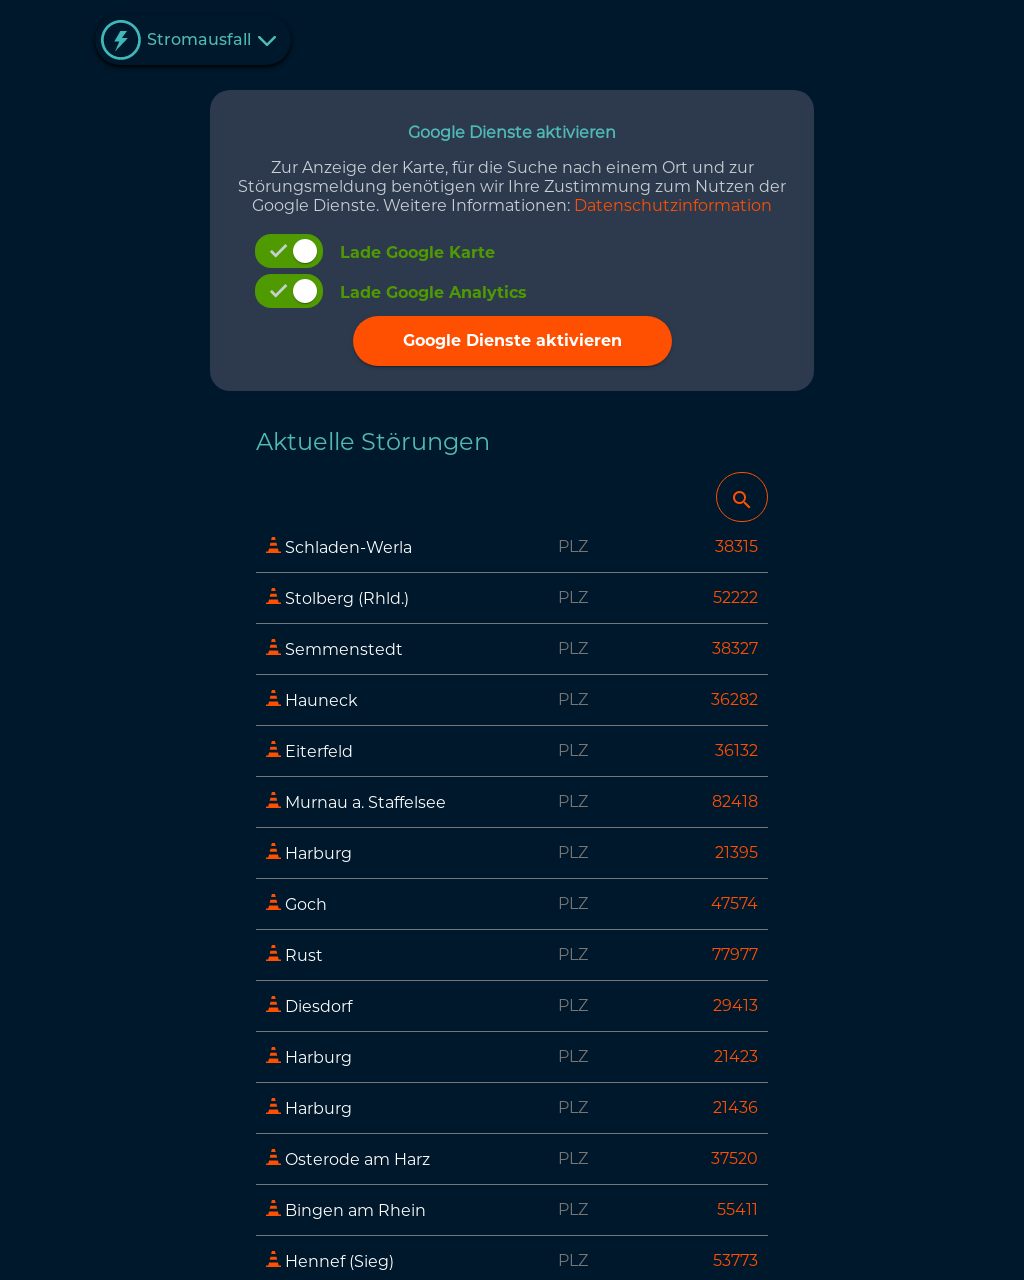 Stromausfall
Google Dienste aktivieren
Zur Anzeige der Karte, für die Suche nach einem Ort und zur
Störungsmeldung benötigen wir Ihre Zustimmung zum Nutzen der
Google Dienste. Weitere Informationen: Datenschutzinformation
Lade Google Karte
Lade Google Analytics
Google Dienste aktivieren
Aktuelle Störungen
Schladen-Werla PLZ 38315
Stolberg (Rhld.) PLZ 52222
Semmenstedt PLZ 38327
Hauneck PLZ 36282
Eiterfeld PLZ 36132
Murnau a. Staffelsee PLZ 82418
Harburg PLZ 21395
Goch PLZ 47574
Rust PLZ 77977
Diesdorf PLZ 29413
Harburg PLZ 21423
Harburg PLZ 21436
Osterode am Harz PLZ 37520
Bingen am Rhein PLZ 55411
Hennef (Sieg) PLZ 53773